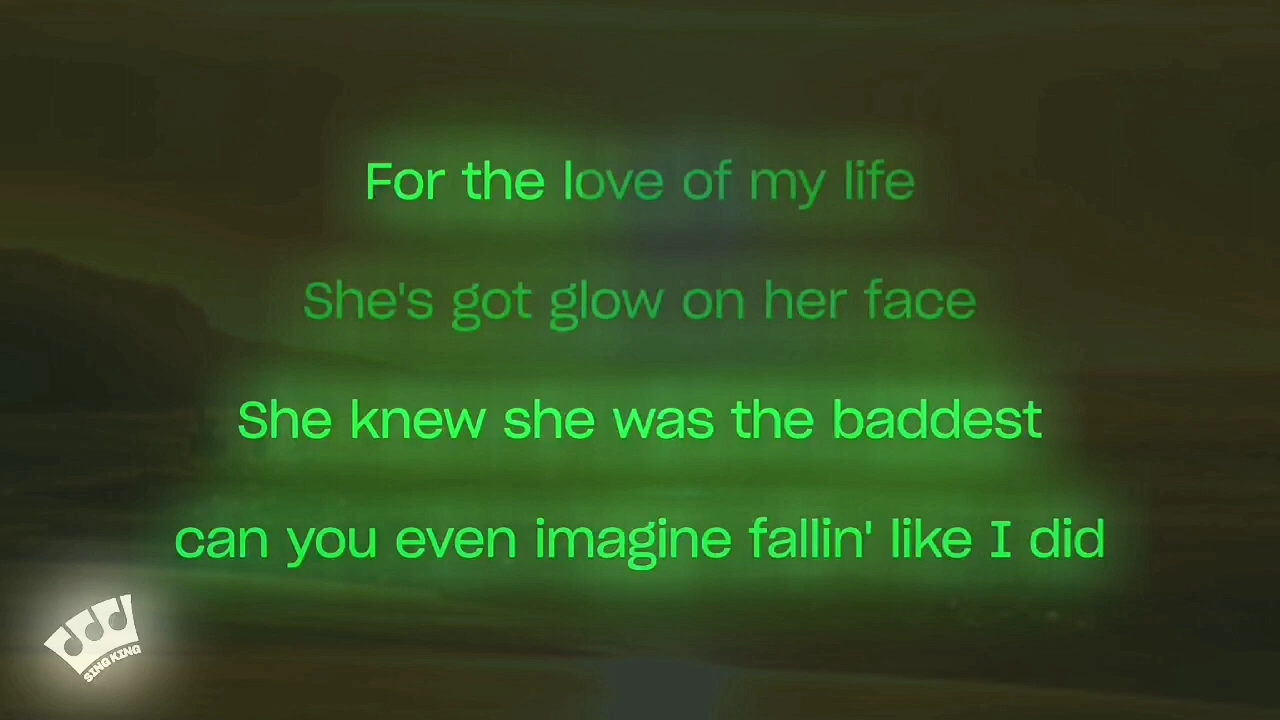 For the love of my life
She's got glow on her face
She knew she was the baddest
can you even imagine fallin' like I did
SING KING